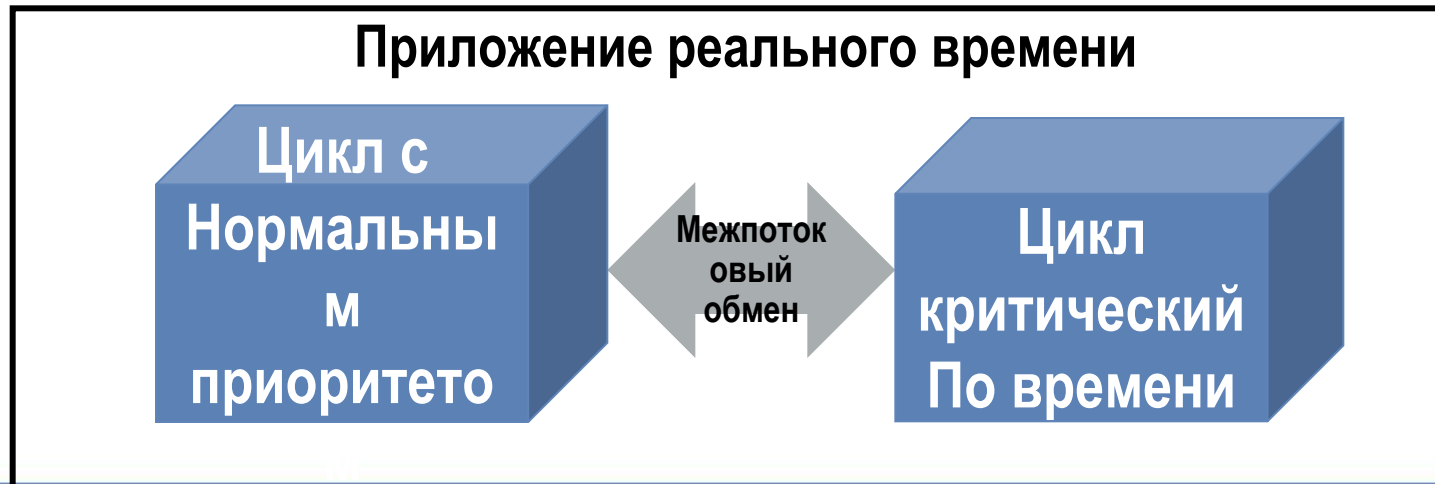 Приложение реального времени
Цикл с
Нормальны
м
приоритето
м
Межпоток
овый
обмен
Цикл
критический
По времени